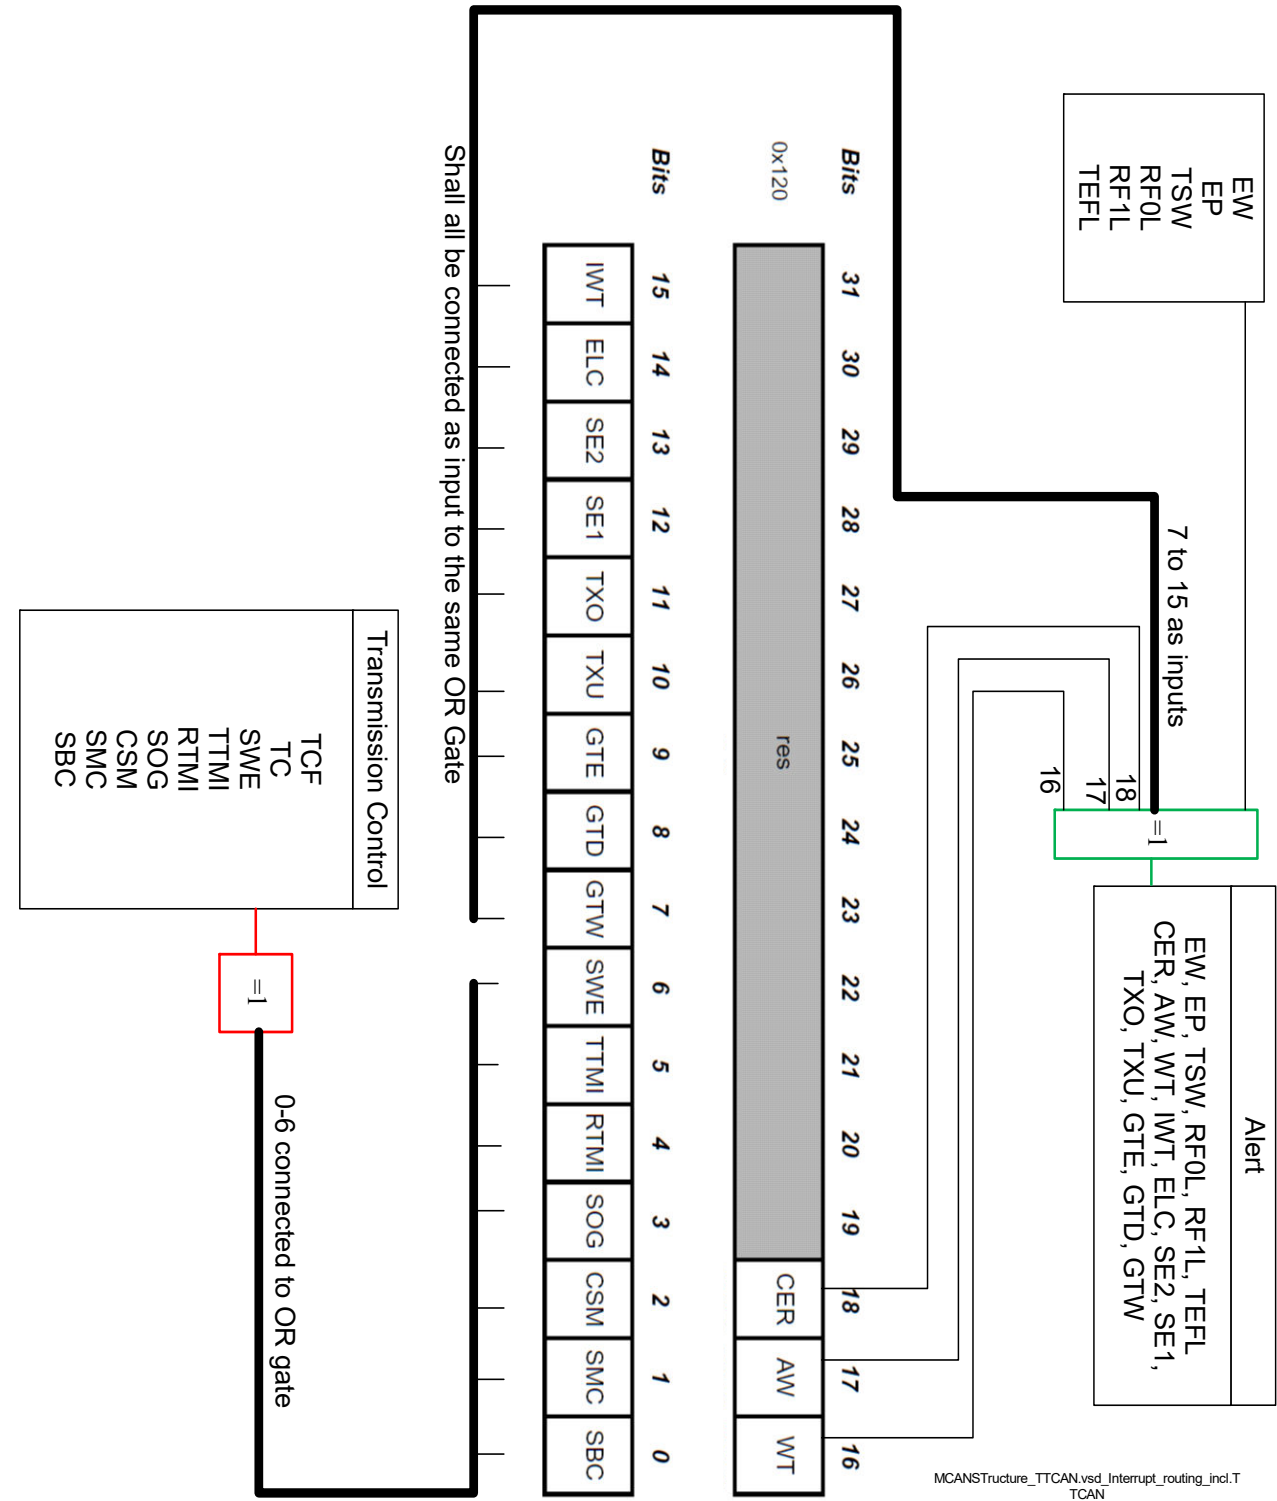 EW
EP
TSW
RF0L
RF1L
TEFL
Alert
EW, EP, TSW, RF0L, RF1L, TEFL
CER, AW, WT, IWT, ELC, SE2, SE1,
TXO, TXU, GTE, GTD, GTW
7 to 15 as inputs
18
17
16
=1
Bits 31 30 29 28 27 26 25 24 23 22 21 20 19 18 17 16
0x120 res CER AW WT
Bits 15 14 13 12 11 10 9 8 7 6 5 4 3 2 1 0
IWT ELC SE2 SE1 TXO TXU GTE GTD GTW SWE TTMI RTMI SOG CSM SMC SBC
Shall all be connected as input to the same OR Gate
Transmission Control
TCF
TC
SWE
TTMI
RTMI
SOG
CSM
SMC
SBC
=1
0-6 connected to OR gate
MCANSTructure_TTCAN.vsd_Interrupt_routing_incl.T
TCAN